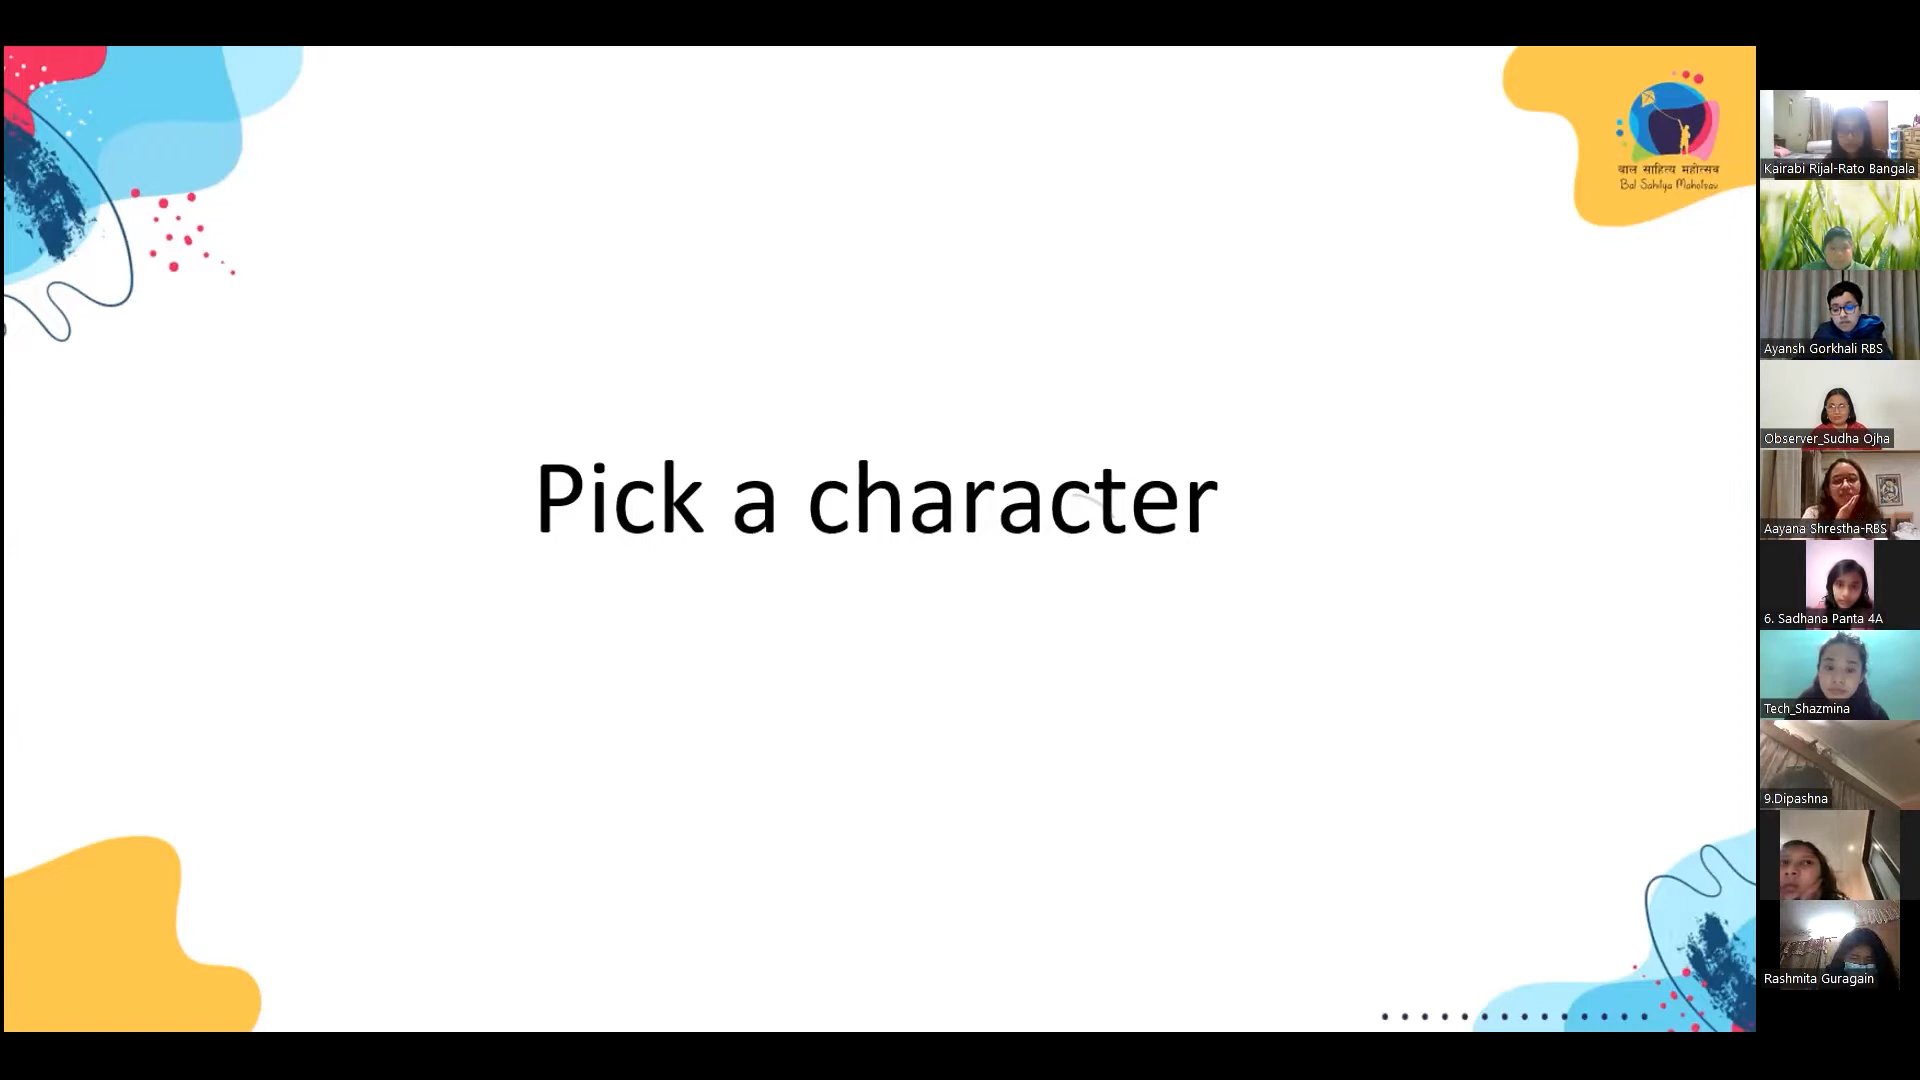 बाल साहित्य महोत्सव
Bal Sahitya Mahotsav
Pick a character
Kairabi Rijal-Rato Bangala
Ayansh Gorkhali RBS
Observer_Sudha Ojha
Aayana Shrestha-RBS
6. Sadhana Panta 4A
Tech_Shazmina
9.Dipashna
Rashmita Guragain